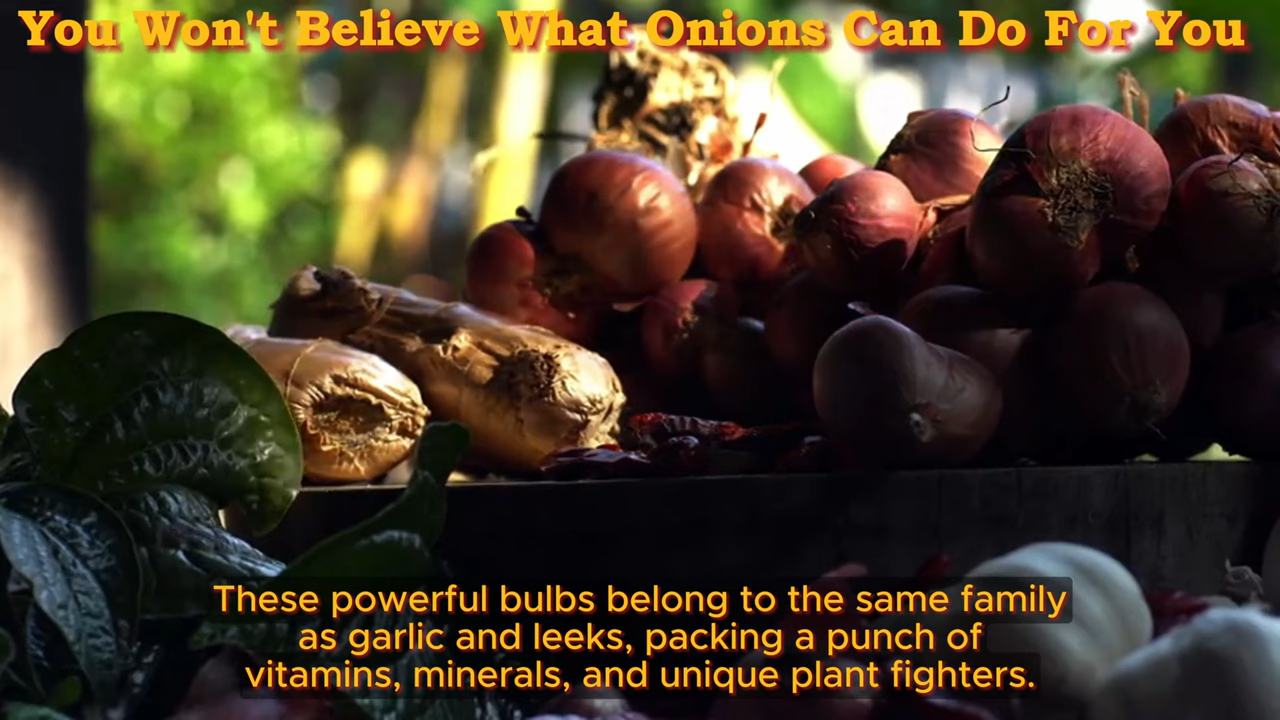 You Won't Believe What Onions Can Do For You
These powerful bulbs belong to the same family
as garlic and leeks, packing a punch of
vitamins, minerals, and unique plant fighters.